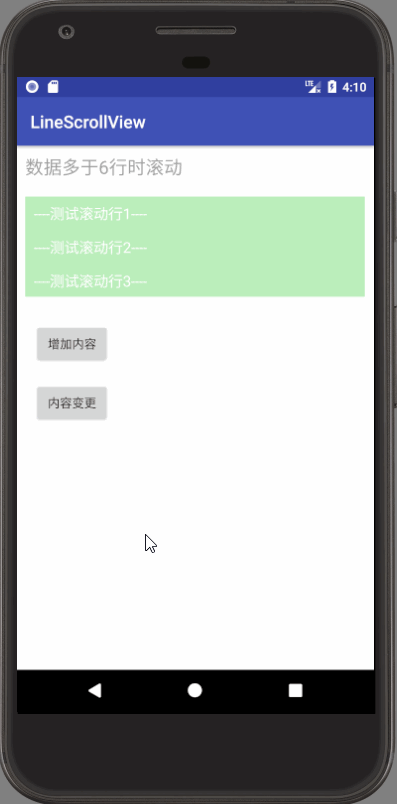 LTE 4:10
LineScrollView
数据多于6行时滚动
---测试滚动行1---
---测试滚动行2---
---测试滚动行3---
增加内容
内容变更